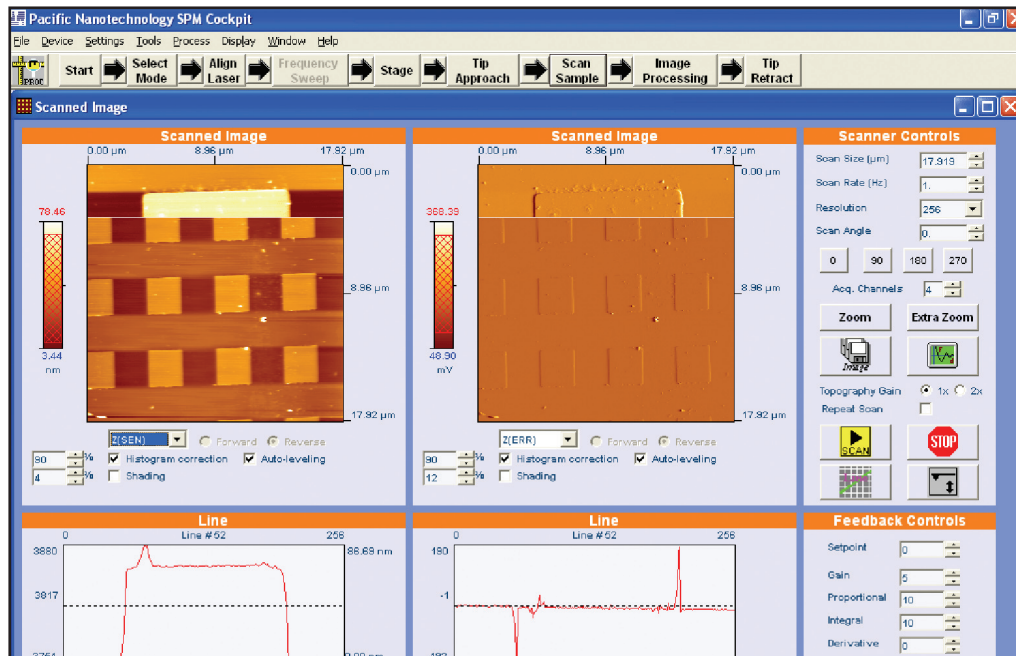 Pacific Nanotechnology SPM Cockpit
File Device Settings Tools Process Display Window Help
PROC Start Select Mode Align Laser Frequency Sweep Stage Tip Approach Scan Sample Image Processing Tip Retract
Scanned Image
Scanned Image
0.00 µm 8.96 µm 17.92 µm
0.00 µm
78.46
8.96 µm
3.44
nm
17.92 µm
Z(SEN) Forward Reverse
90 % Histogram correction Auto-leveling
4 % Shading
Scanned Image
0.00 µm 8.96 µm 17.92 µm
0.00 µm
368.39
8.96 µm
48.90
mV
17.92 µm
Z(ERR) Forward Reverse
90 % Histogram correction Auto-leveling
12 % Shading
Scanner Controls
Scan Size (µm) 17.919
Scan Rate (Hz) 1.
Resolution 256
Scan Angle 0.
0 90 180 270
Acq. Channels 4
Zoom Extra Zoom
Image
Topography Gain 1x 2x
Repeat Scan
SCAN STOP
Line
0 Line # 52 256
3880 86.69 nm
3817
Line
0 Line # 52 256
190
-1
Feedback Controls
Setpoint 0
Gain 5
Proportional 10
Integral 10
Derivative 0